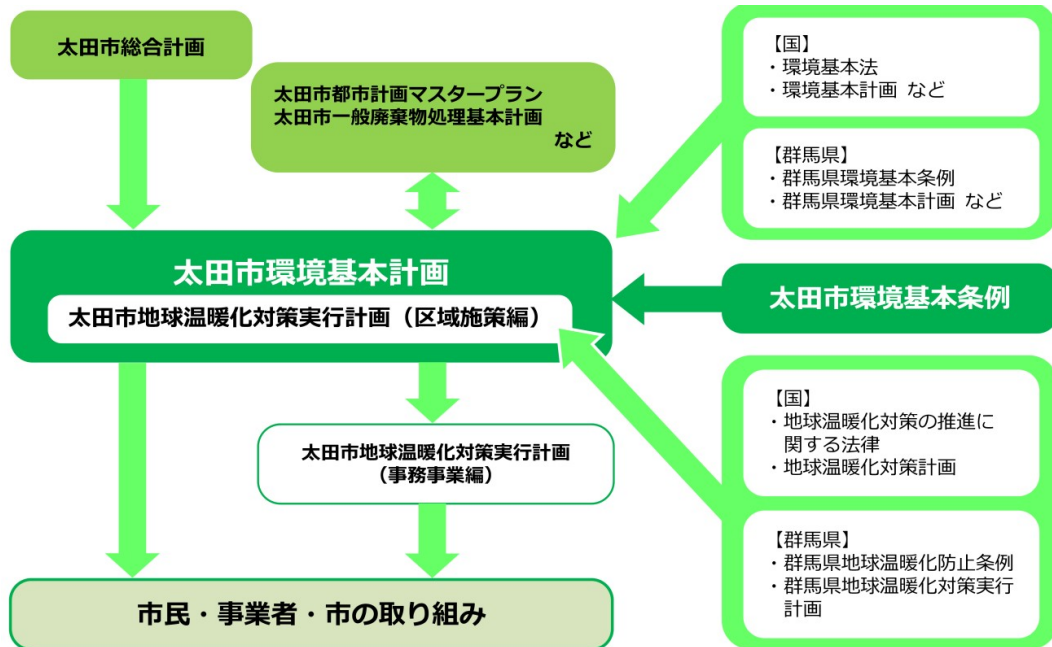 太田市総合計画
太田市都市計画マスタープラン
太田市一般廃棄物処理基本計画
など
【国】
・環境基本法
・環境基本計画 など
【群馬県】
・群馬県環境基本条例
・群馬県環境基本計画 など
太田市環境基本計画
太田市地球温暖化対策実行計画（区域施策編）
太田市環境基本条例
【国】
・地球温暖化対策の推進に
関する法律
・地球温暖化対策計画
太田市地球温暖化対策実行計画
（事務事業編）
【群馬県】
・群馬県地球温暖化防止条例
・群馬県地球温暖化対策実行
計画
市民・事業者・市の取り組み